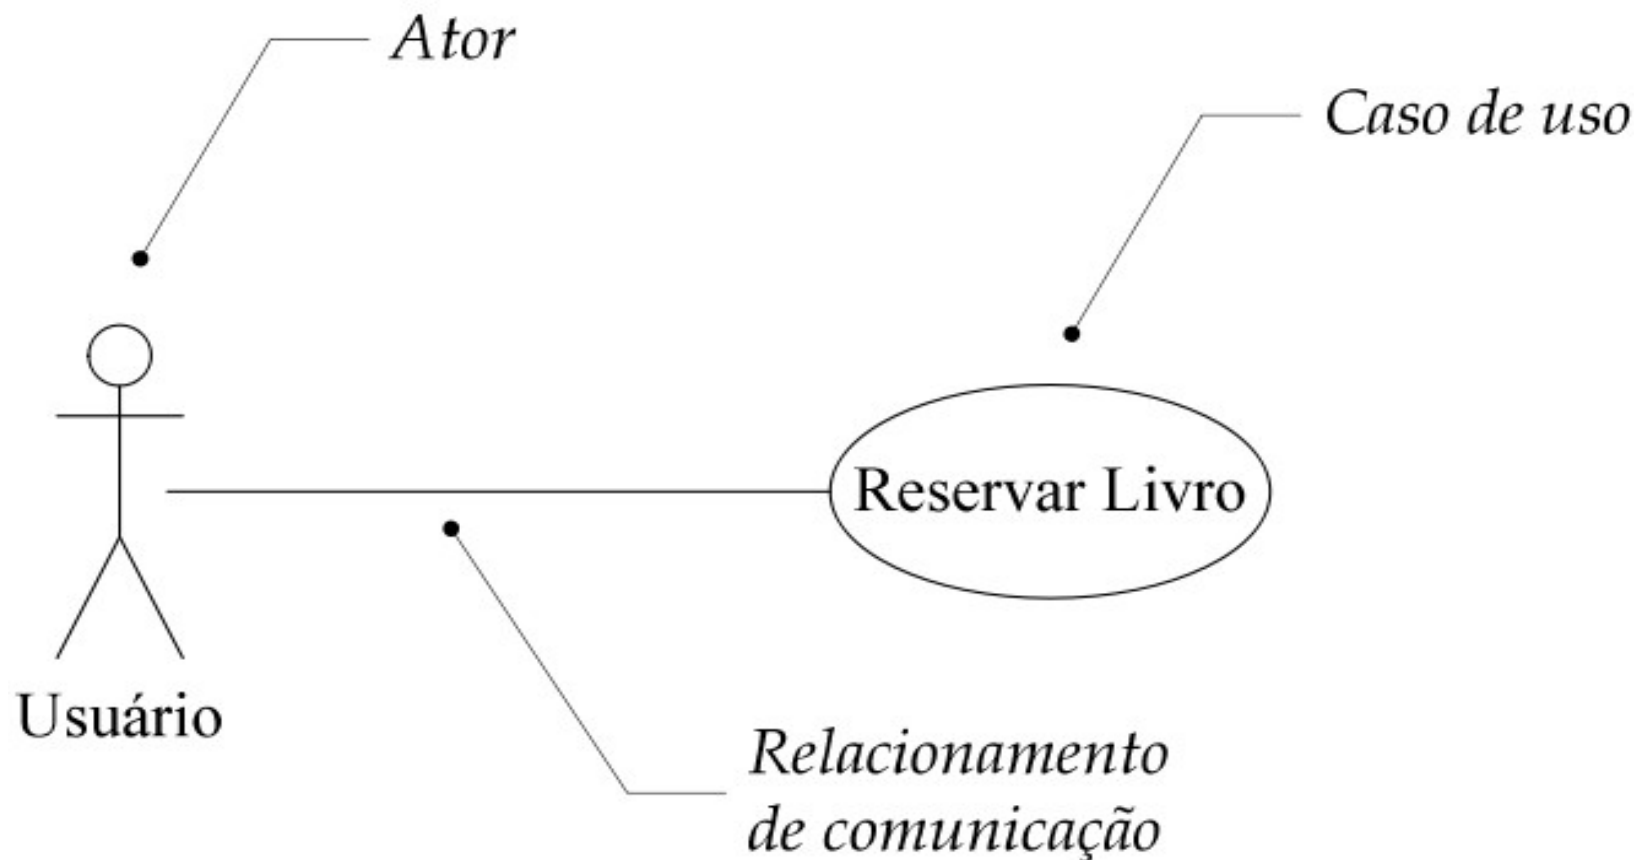 Ator
Caso de uso
Reservar Livro
Usuário
Relacionamento
de comunicação